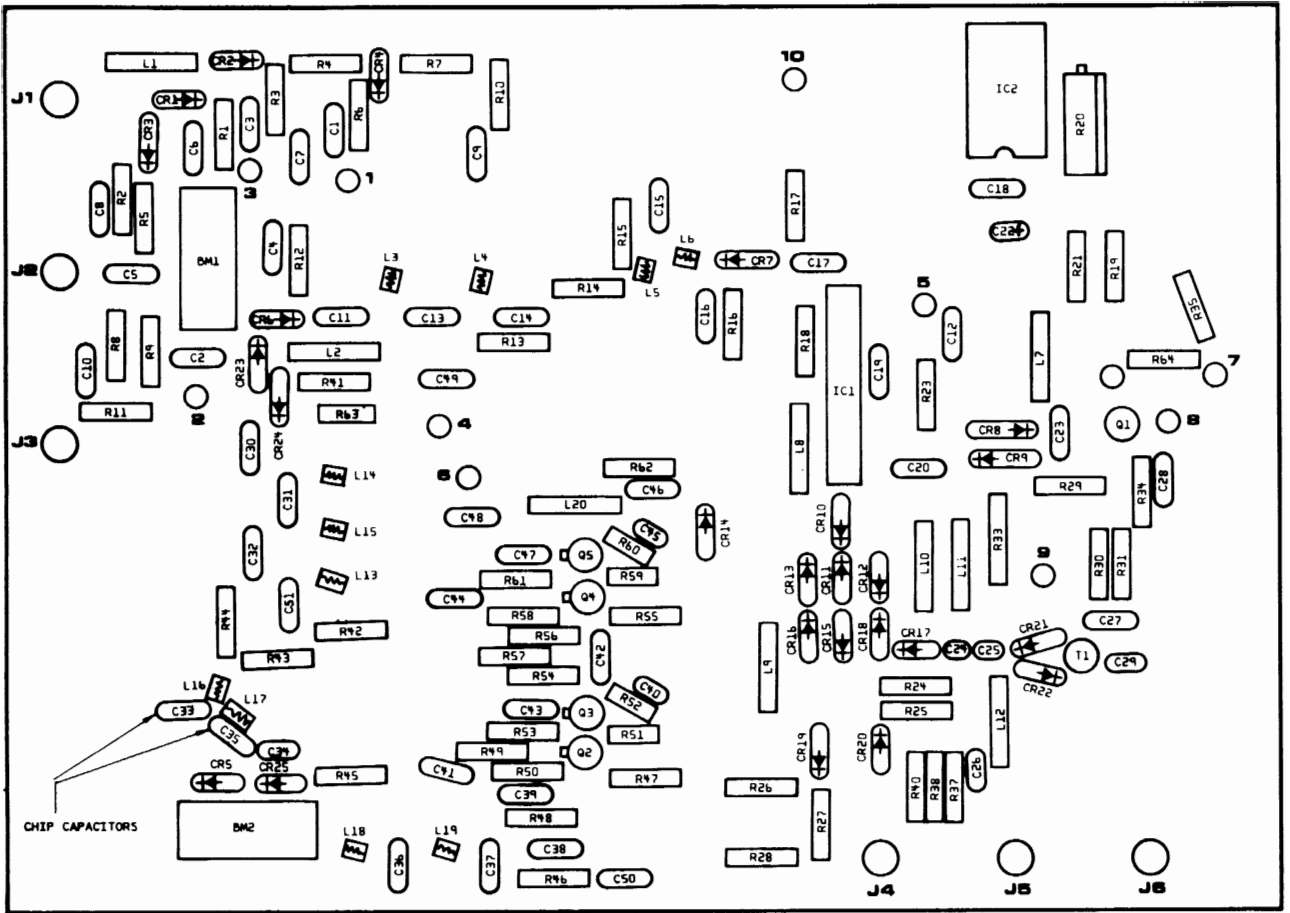 L1
CR2
R4
CR4
R7
10
J1
CR1
R3
R6
R10
IC2
R20
CR3
C6
R1
C3
C7
C1
C9
3
1
C8
R2
R5
C18
R17
C15
J2
C5
BM1
C4
R12
L3
L4
R15
L6
L5
CR7
C17
C22
R21
R19
R14
5
R35
CR6
C11
C13
C14
R13
C16
R16
R18
C12
L7
R8
R9
C10
C2
CR23
L2
R41
C49
IC1
C19
R23
R64
7
R11
2
CR24
R63
4
L8
CR8
C23
Q1
8
J3
C30
CR9
C20
L14
6
R62
C46
R29
R34
C28
C31
L20
C48
CR14
CR10
L15
C45
R60
L10
L11
R33
C32
C47
Q5
R30
R31
CR13
CR11
CR12
9
L13
R61
R59
Q4
C44
C51
R44
R58
R55
C27
R42
R56
CR16
CR15
CR18
CR17
C24
C25
CR21
T1
C29
R43
R57
C42
L9
R54
CR22
L16
L17
C40
R52
R24
R25
L12
C33
C43
Q3
C35
R53
R51
C34
R49
Q2
CR19
CR20
CR5
CR25
R45
C41
R50
R47
C26
C39
R26
R40
R38
R37
CHIP CAPACITORS
BM2
L18
L19
R48
R27
C36
C37
C38
R28
R46
C50
J4
J5
J6